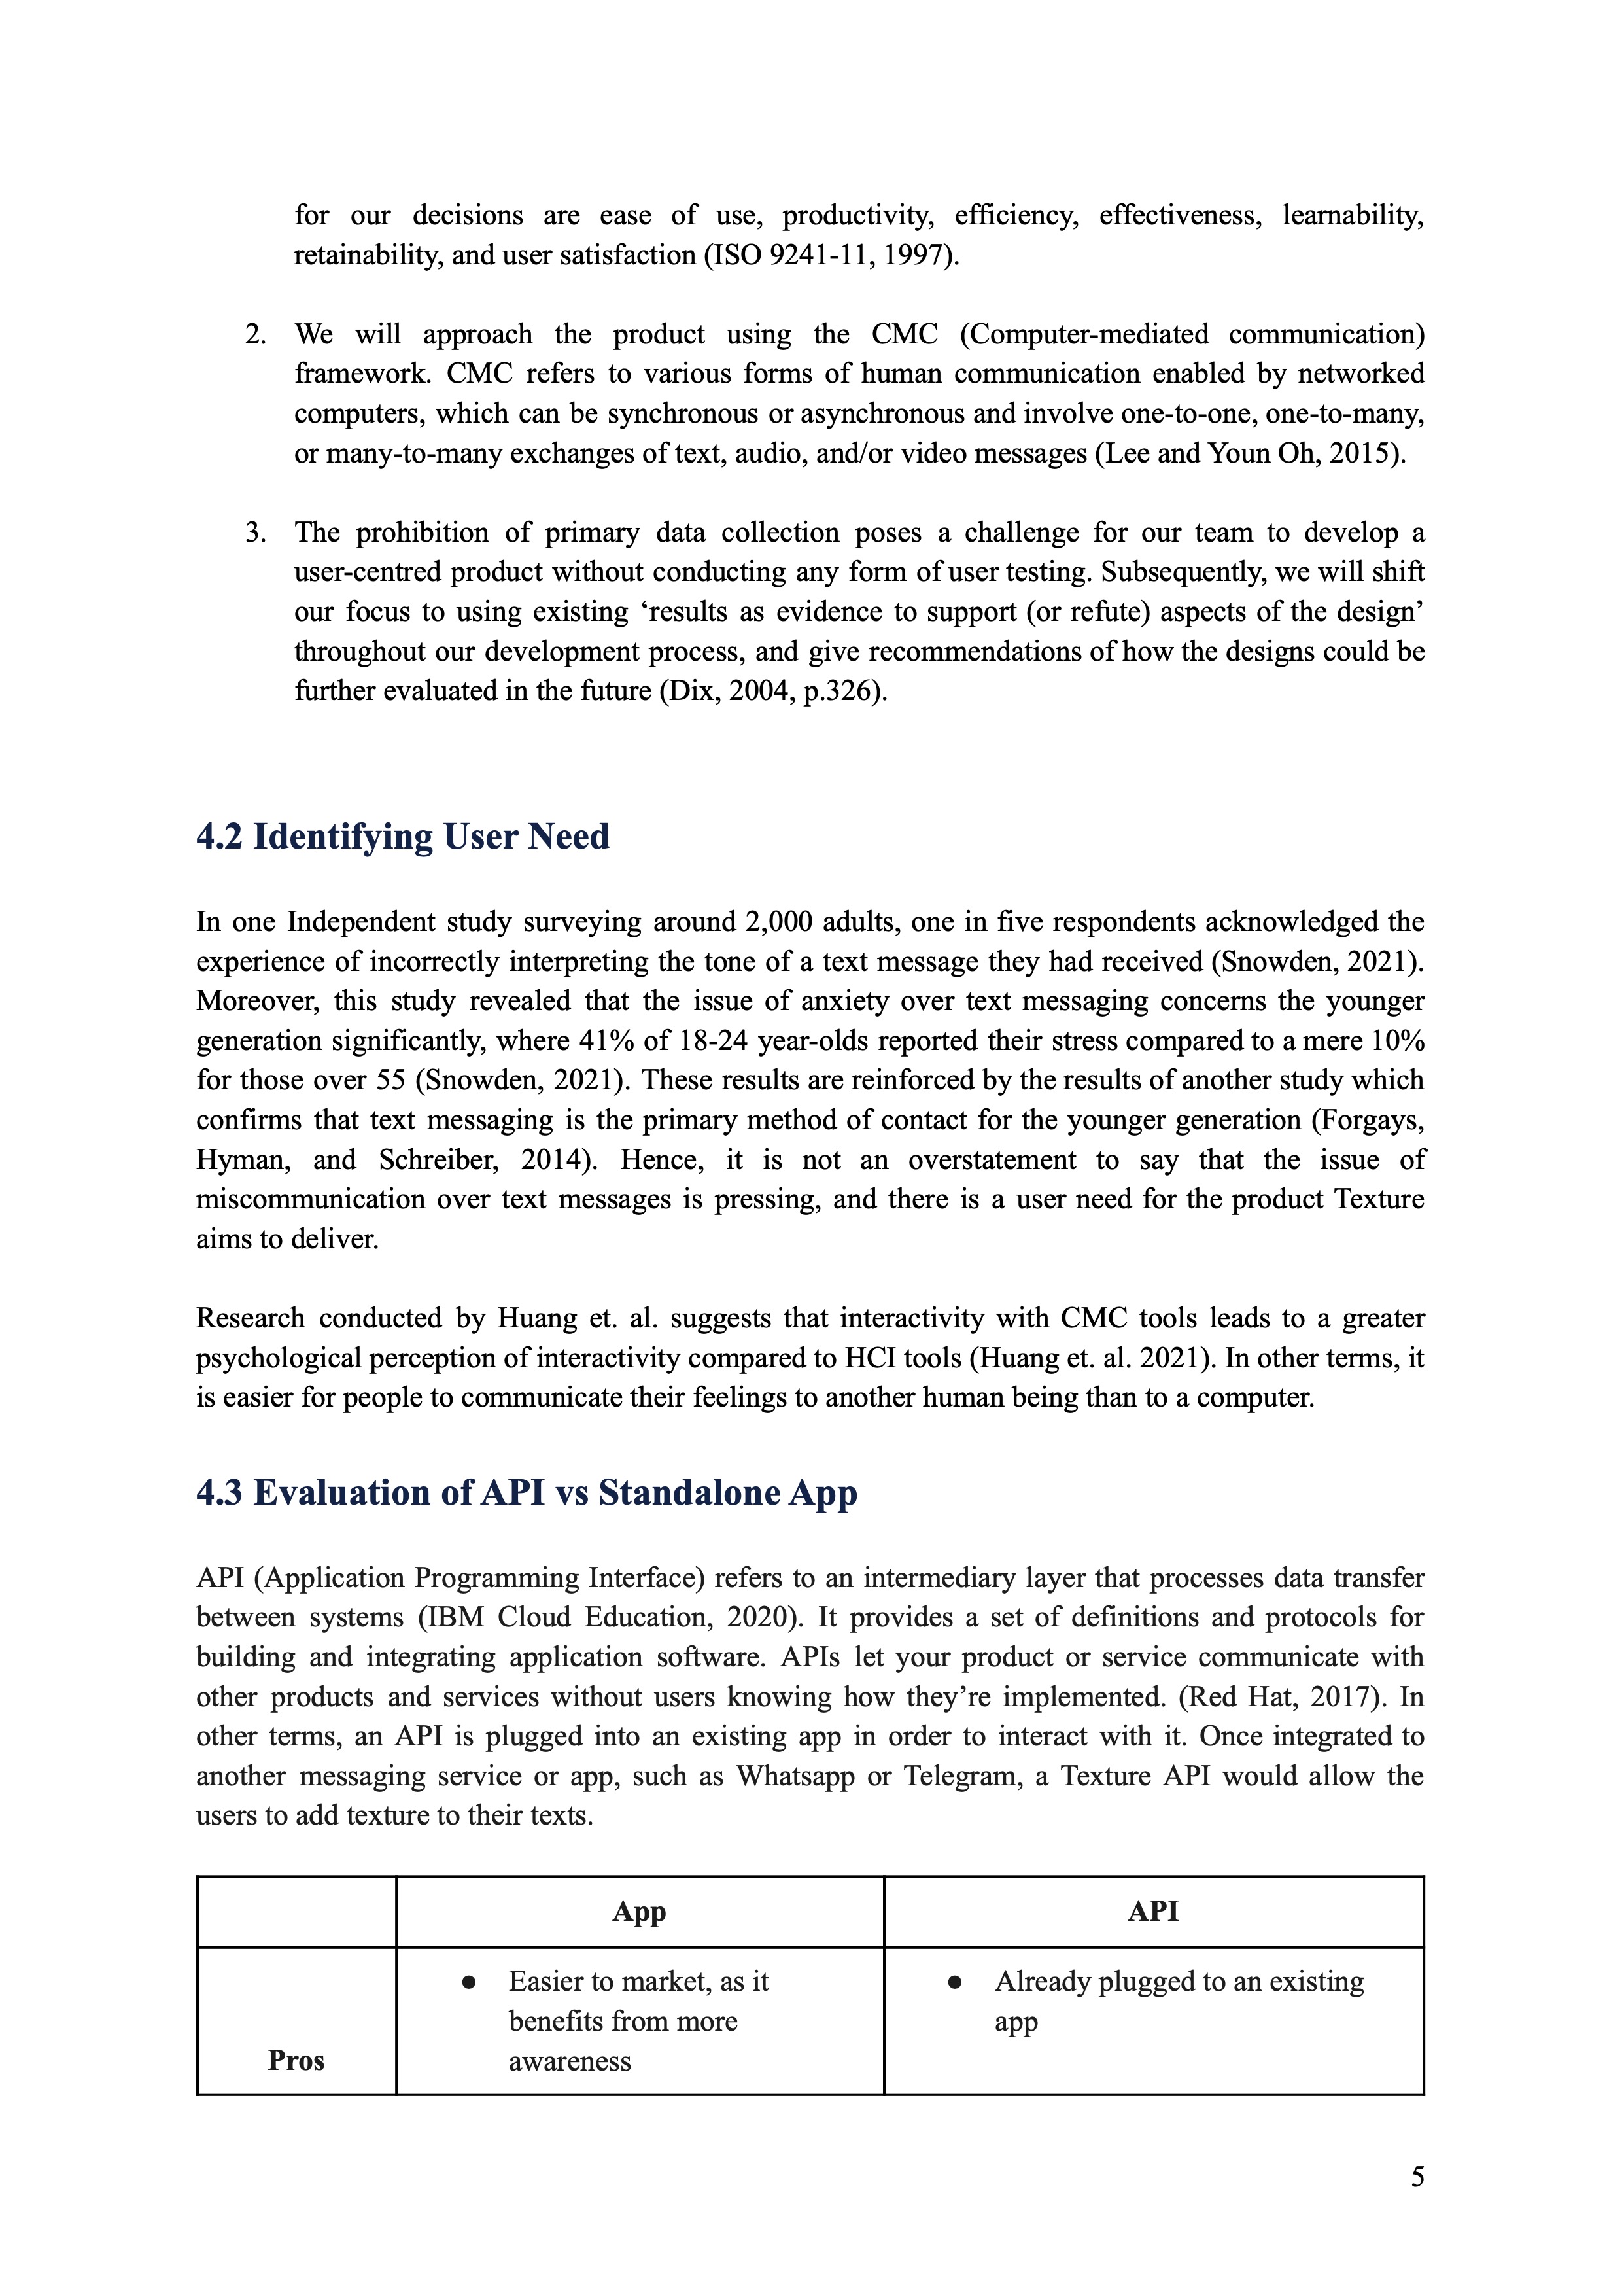 for our decisions are ease of use, productivity, efficiency, effectiveness, learnability,
retainability, and user satisfaction (ISO 9241-11, 1997).
2. We will approach the product using the CMC (Computer-mediated communication)
framework. CMC refers to various forms of human communication enabled by networked
computers, which can be synchronous or asynchronous and involve one-to-one, one-to-many,
or many-to-many exchanges of text, audio, and/or video messages (Lee and Youn Oh, 2015).
3. The prohibition of primary data collection poses a challenge for our team to develop a
user-centred product without conducting any form of user testing. Subsequently, we will shift
our focus to using existing ‘results as evidence to support (or refute) aspects of the design’
throughout our development process, and give recommendations of how the designs could be
further evaluated in the future (Dix, 2004, p.326).
4.2 Identifying User Need
In one Independent study surveying around 2,000 adults, one in five respondents acknowledged the
experience of incorrectly interpreting the tone of a text message they had received (Snowden, 2021).
Moreover, this study revealed that the issue of anxiety over text messaging concerns the younger
generation significantly, where 41% of 18-24 year-olds reported their stress compared to a mere 10%
for those over 55 (Snowden, 2021). These results are reinforced by the results of another study which
confirms that text messaging is the primary method of contact for the younger generation (Forgays,
Hyman, and Schreiber, 2014). Hence, it is not an overstatement to say that the issue of
miscommunication over text messages is pressing, and there is a user need for the product Texture
aims to deliver.
Research conducted by Huang et. al. suggests that interactivity with CMC tools leads to a greater
psychological perception of interactivity compared to HCI tools (Huang et. al. 2021). In other terms, it
is easier for people to communicate their feelings to another human being than to a computer.
4.3 Evaluation of API vs Standalone App
API (Application Programming Interface) refers to an intermediary layer that processes data transfer
between systems (IBM Cloud Education, 2020). It provides a set of definitions and protocols for
building and integrating application software. APIs let your product or service communicate with
other products and services without users knowing how they’re implemented. (Red Hat, 2017). In
other terms, an API is plugged into an existing app in order to interact with it. Once integrated to
another messaging service or app, such as Whatsapp or Telegram, a Texture API would allow the
users to add texture to their texts.
App
API
Pros
● Easier to market, as it
benefits from more
awareness
● Already plugged to an existing
app
5